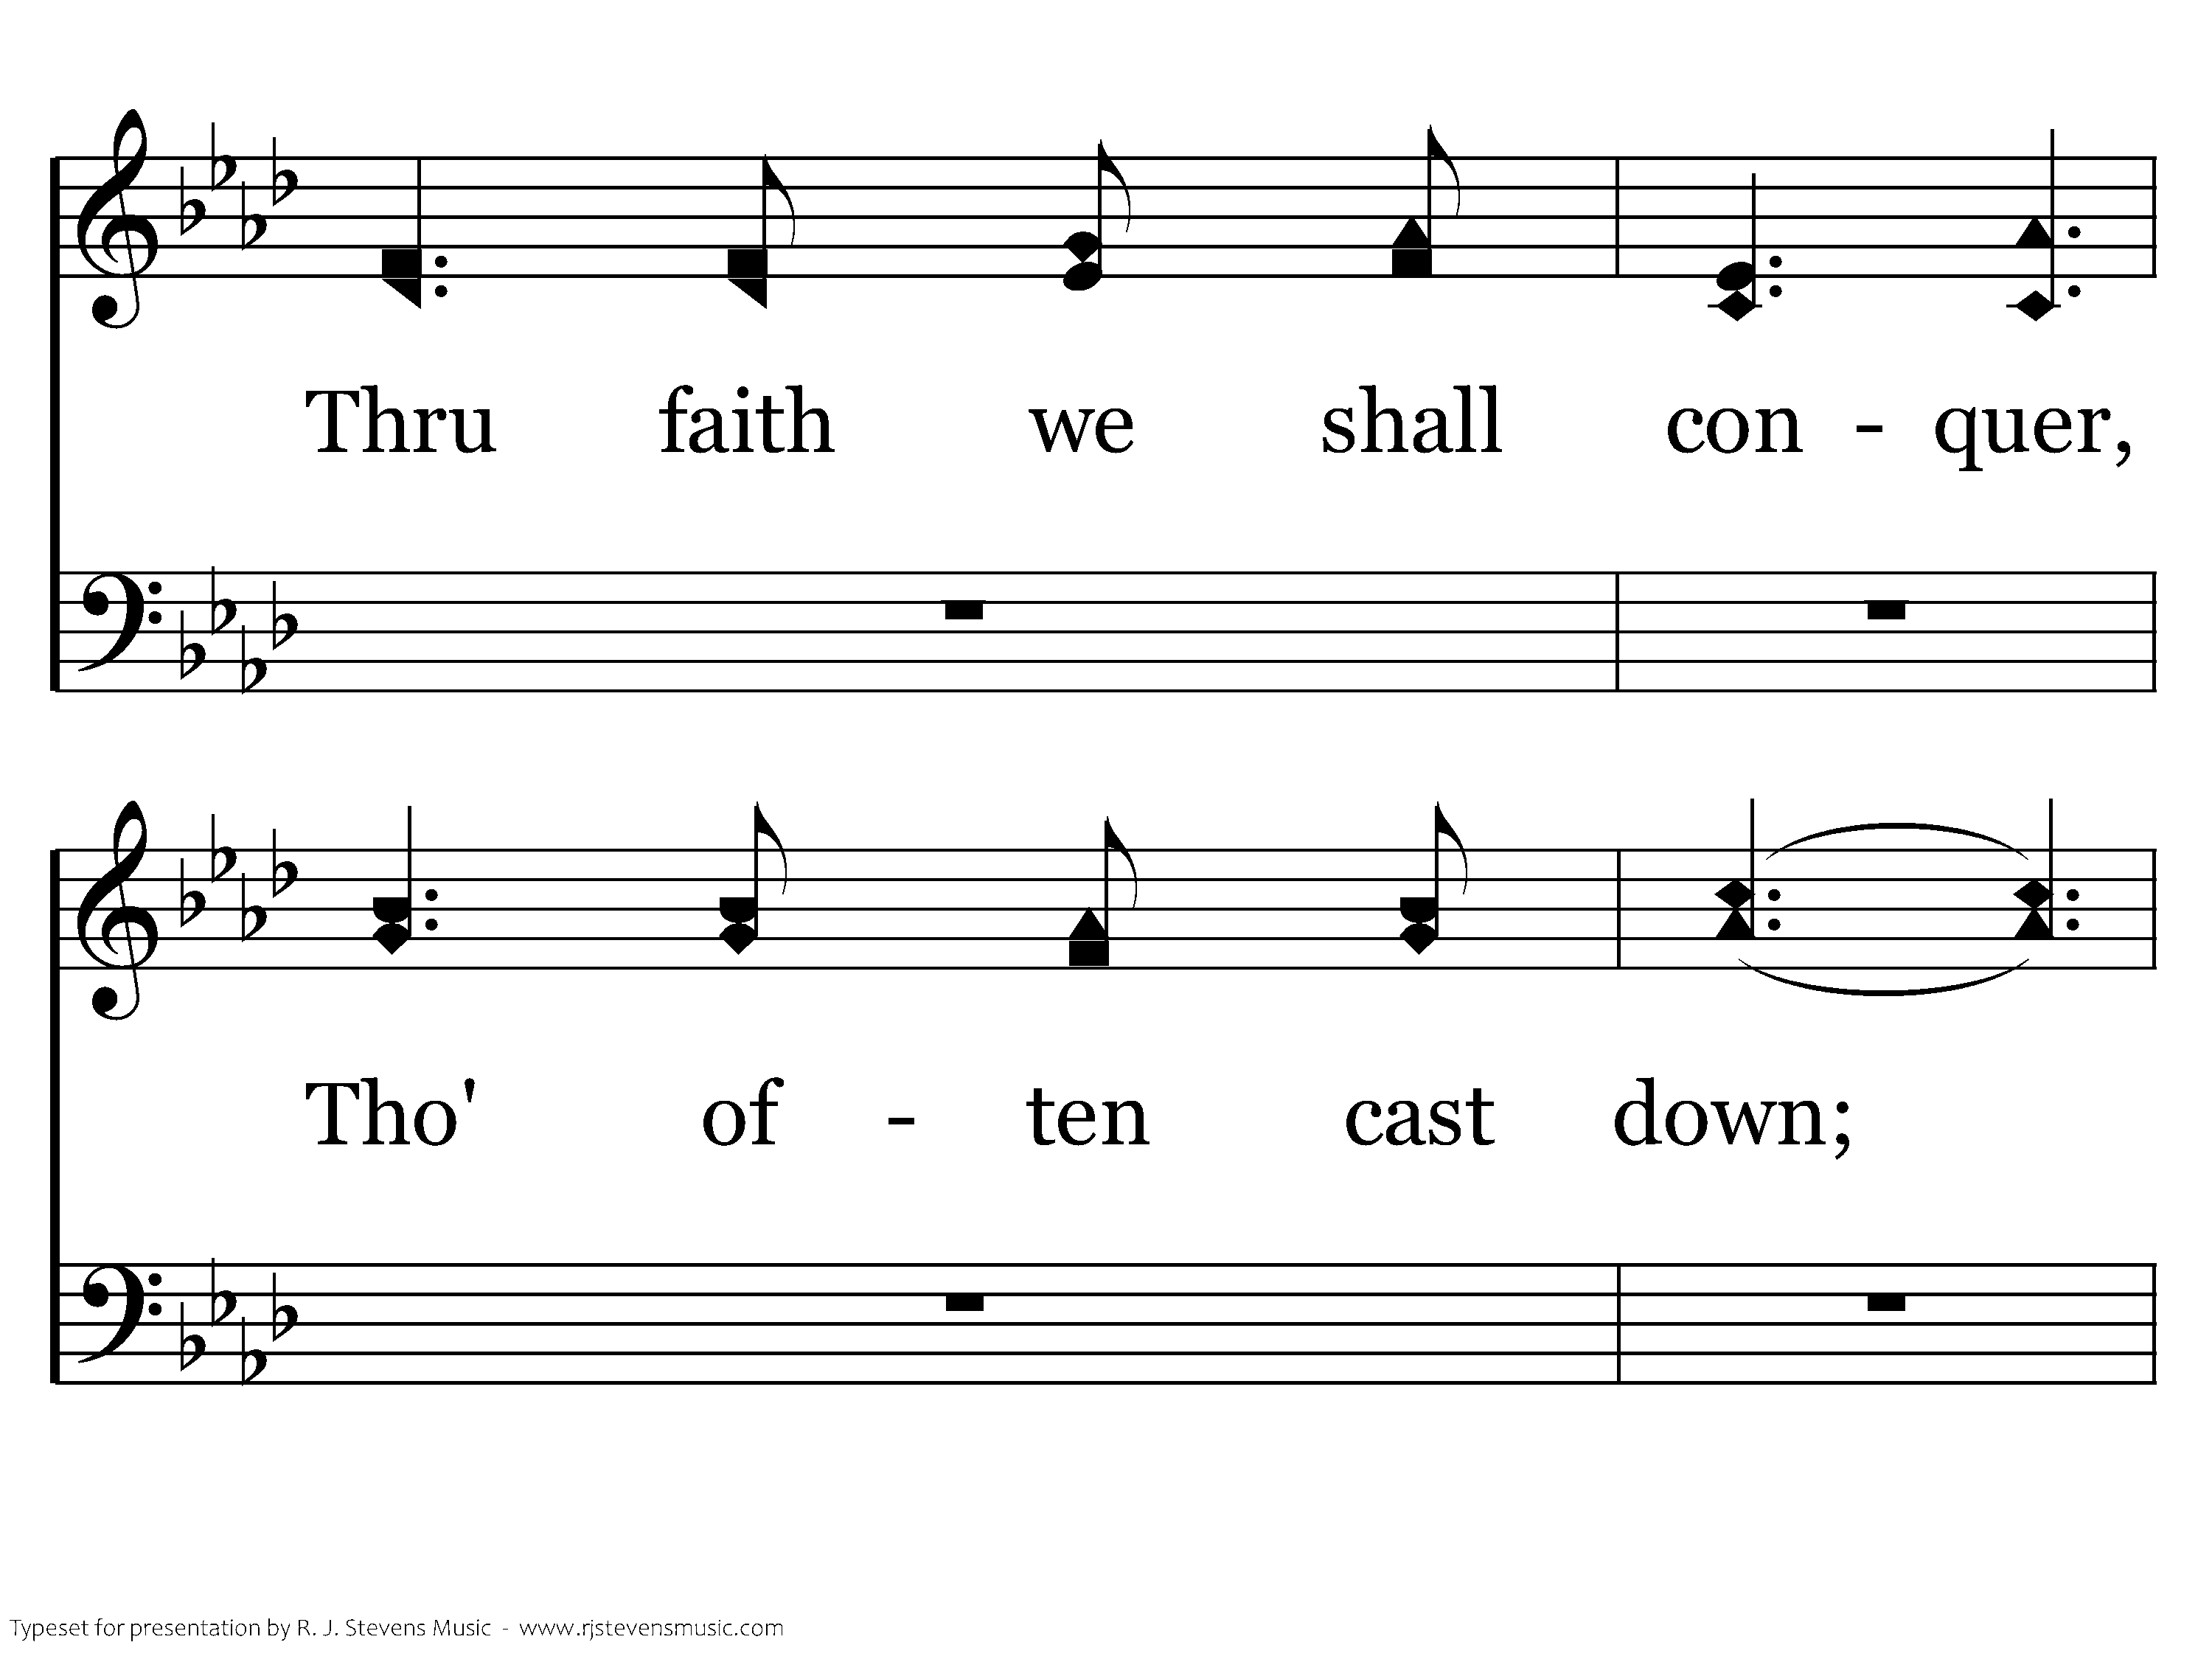 Thru faith we shall con - quer,
Tho' of - ten cast down;
Typeset for presentation by R. J. Stevens Music - www.rjstevensmusic.com